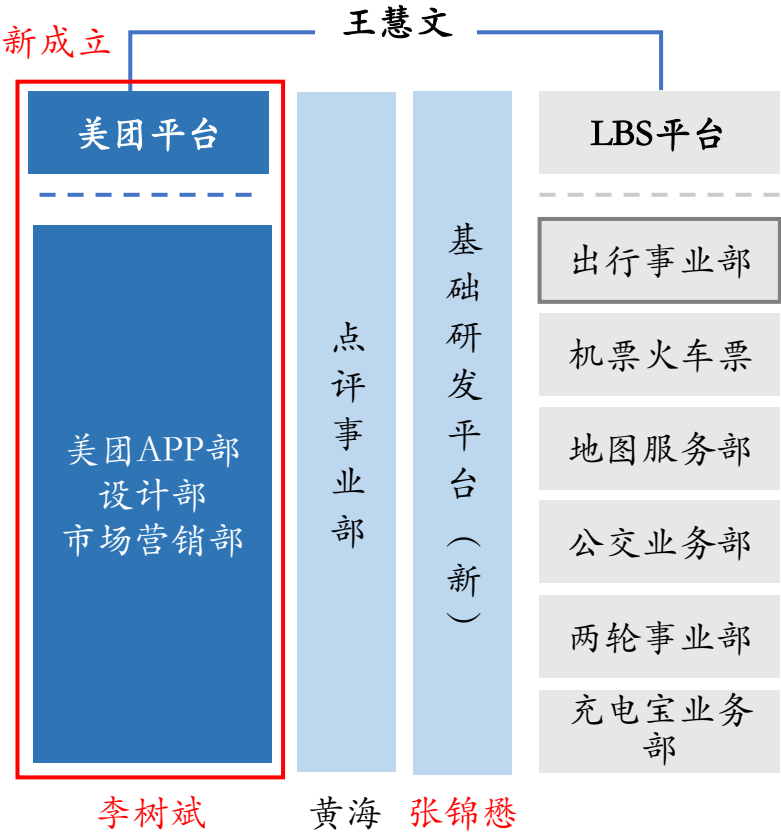 王慧文
新成立
美团平台
美团APP部
设计部
市场营销部
李树斌
点评事业部
黄海
基础研发平台（新）
张锦懋
LBS平台
出行事业部
机票火车票
地图服务部
公交业务部
两轮事业部
充电宝业务
部